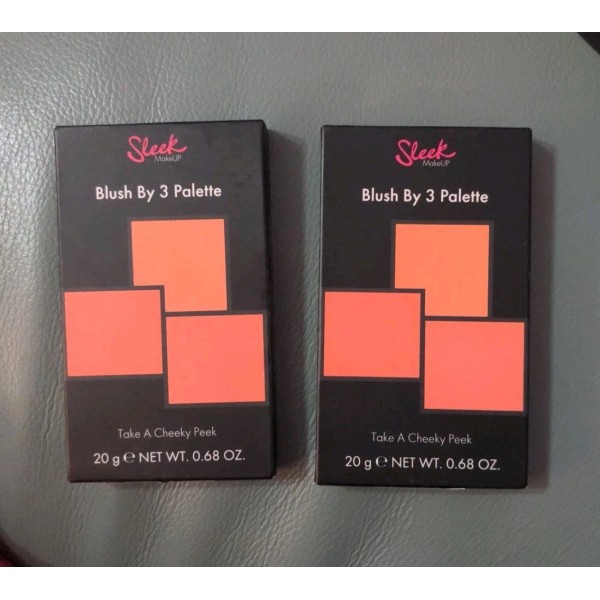 Sleek
MakeUP
Blush By 3 Palette
Take A Cheeky Peek
20 g ℮ NET WT. 0.68 OZ.
Sleek
MakeUP
Blush By 3 Palette
Take A Cheeky Peek
20 g ℮ NET WT. 0.68 OZ.